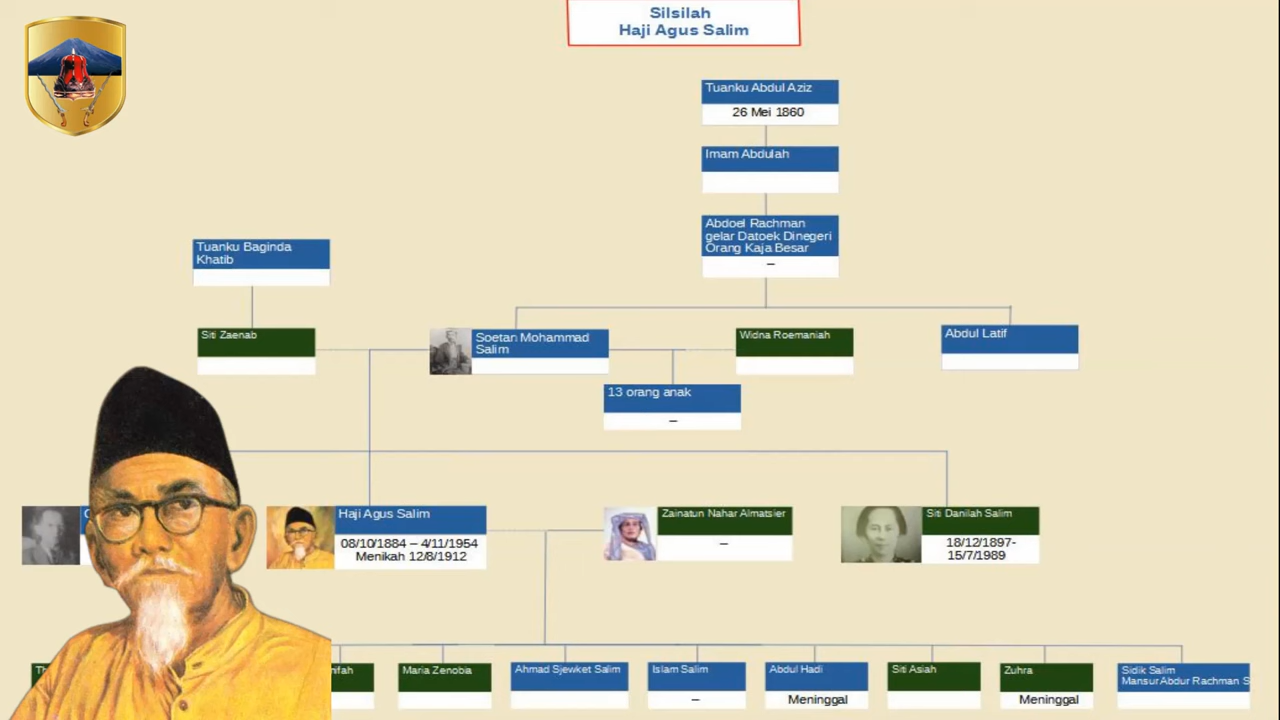 Silsilah
Haji Agus Salim
Tuanku Abdul Aziz
26 Mei 1860
Imam Abdulah
Abdoel Rachman
gelar Datoek Dinegeri
Orang Kaja Besar
–
Tuanku Baginda
Khatib
Siti Zaenab
Soetan Mohammad
Salim
Widna Roemaniah
Abdul Latif
13 orang anak
–
Haji Agus Salim
08/10/1884 – 4/11/1954
Menikah 12/8/1912
Zainatun Nahar Almatsier
–
Siti Danilah Salim
18/12/1897-
15/7/1989
Maria Zenobia
Ahmad Sjewket Salim
Islam Salim
–
Abdul Hadi
Meninggal
Siti Asiah
Zuhra
Meninggal
Sidik Salim
Mansur Abdur Rachman S